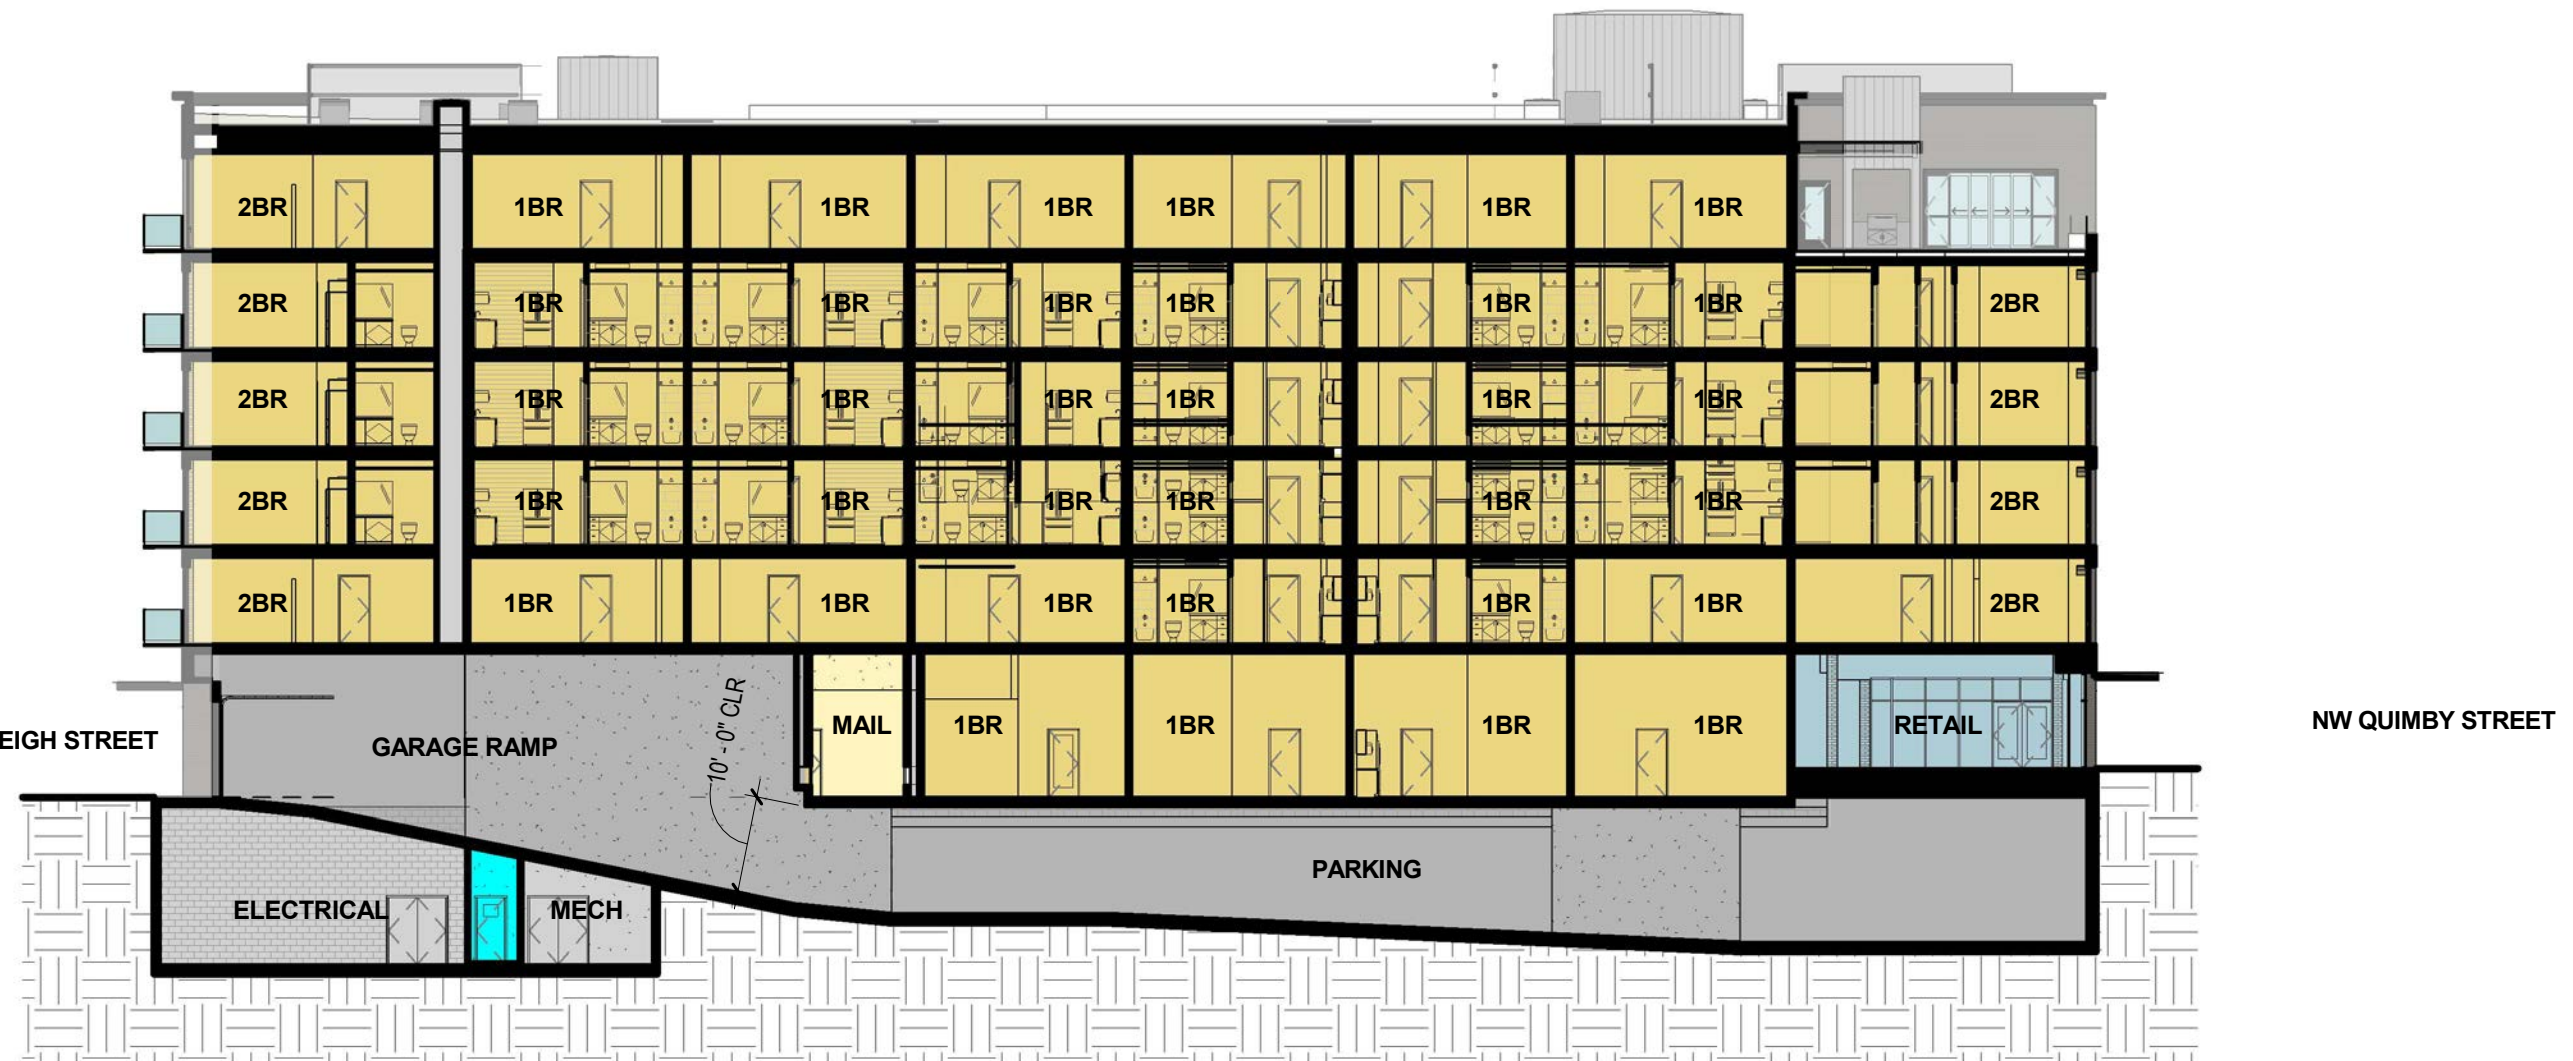 2BR 1BR 1BR 1BR 1BR 1BR 1BR
2BR 1BR 1BR 1BR 1BR 1BR 1BR 2BR
2BR 1BR 1BR 1BR 1BR 1BR 1BR 2BR
2BR 1BR 1BR 1BR 1BR 1BR 1BR 2BR
2BR 1BR 1BR 1BR 1BR 1BR 1BR 2BR
EIGH STREET GARAGE RAMP 10' - 0" CLR MAIL 1BR 1BR 1BR 1BR RETAIL NW QUIMBY STREET
PARKING
ELECTRICAL MECH